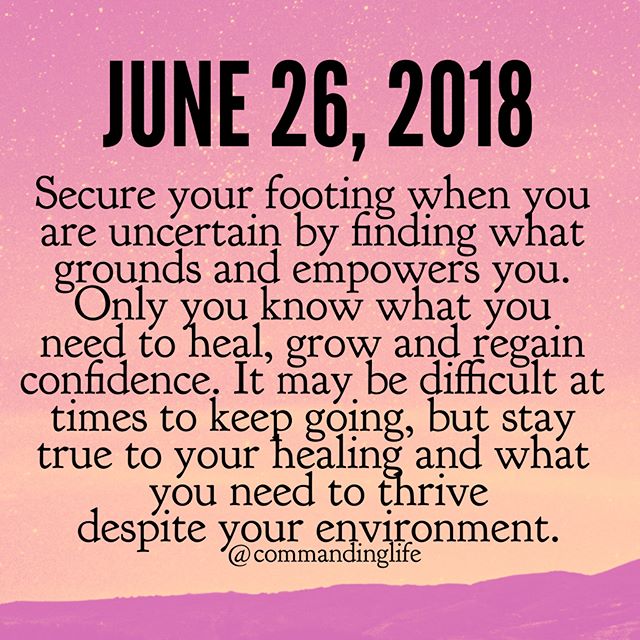 JUNE 26, 2018
Secure your footing when you
are uncertain by finding what
grounds and empowers you.
Only you know what you
need to heal, grow and regain
confidence. It may be difficult at
times to keep going, but stay
true to your healing and what
you need to thrive
despite your environment.
@commandinglife